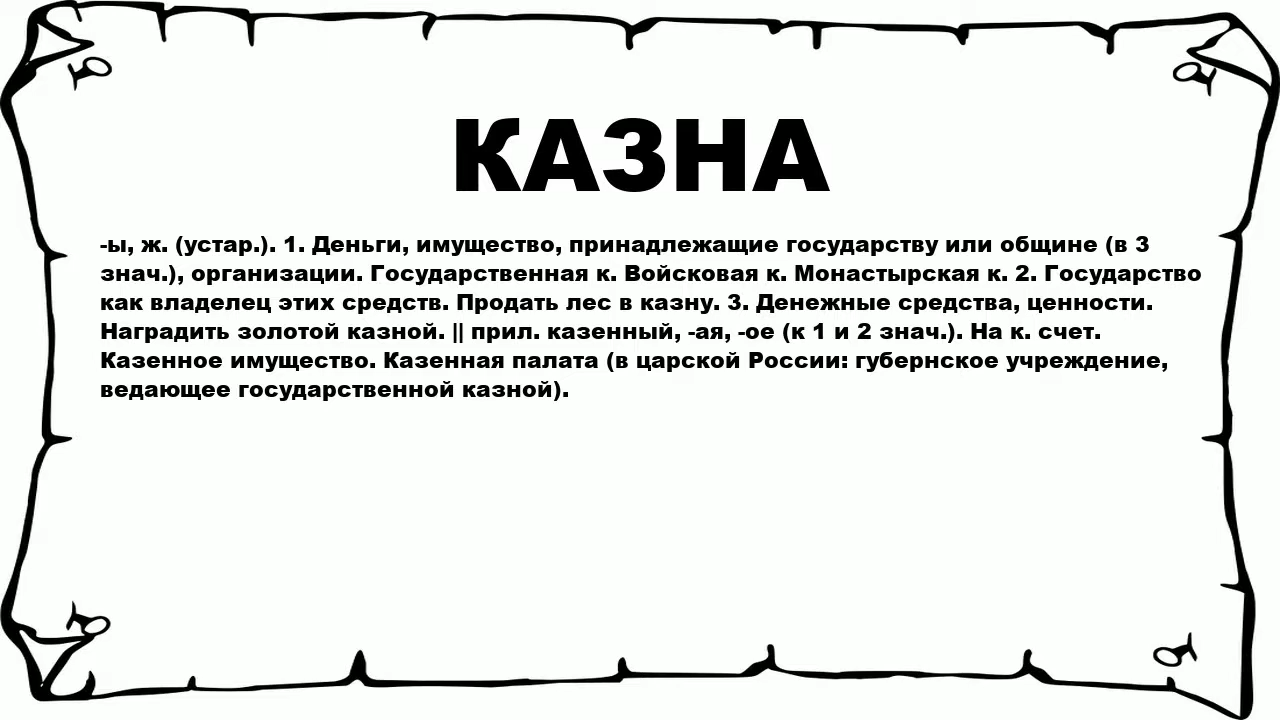 КАЗНА
-ы, ж. (устар.). 1. Деньги, имущество, принадлежащие государству или общине (в 3
знач.), организации. Государственная к. Войсковая к. Монастырская к. 2. Государство
как владелец этих средств. Продать лес в казну. 3. Денежные средства, ценности.
Наградить золотой казной. || прил. казенный, -ая, -ое (к 1 и 2 знач.). На к. счет.
Казенное имущество. Казенная палата (в царской России: губернское учреждение,
ведающее государственной казной).